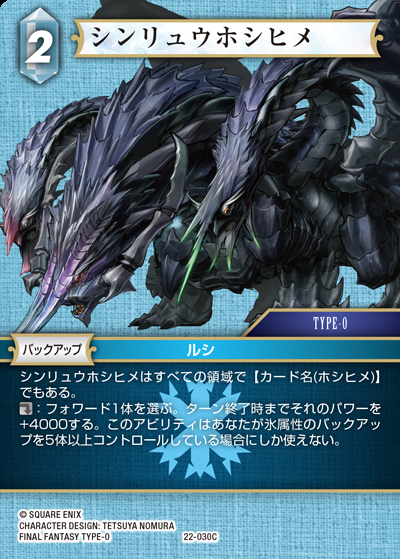 2
シンリュウホシヒメ
TYPE-0
バックアップ
ルシ
シンリュウホシヒメはすべての領域で【カード名(ホシヒメ)】
でもある。
：フォワード1体を選ぶ。ターン終了時までそれのパワーを
+4000する。このアビリティはあなたが氷属性のバックアッ
プを5体以上コントロールしている場合にしか使えない。
© SQUARE ENIX
CHARACTER DESIGN: TETSUYA NOMURA
FINAL FANTASY TYPE-0
22-030C